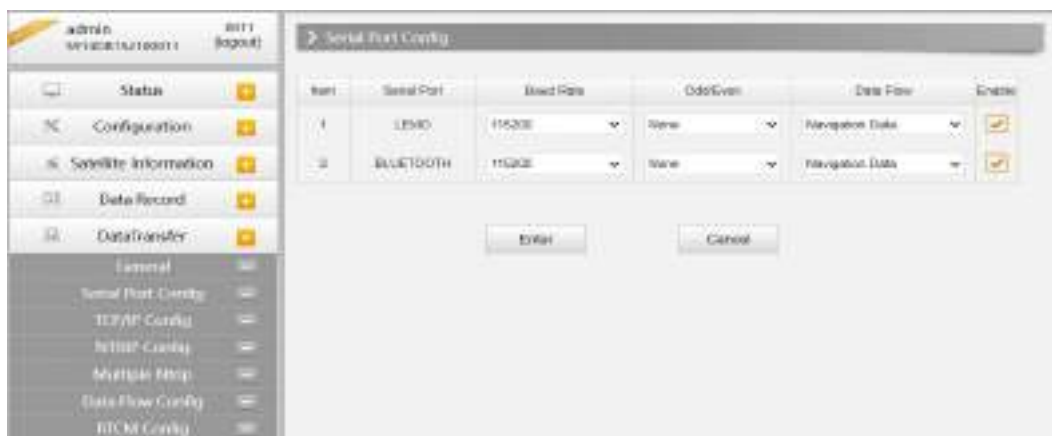 admin
(logout)
Serial Port Config
Status
Configuration
Satellite Information
Data Record
DataTransfer
General
Serial Port Config
TCP/IP Config
NTRIP Config
Multiple Ntrip
Data Flow Config
RTCM Config
Item Serial Port Baud Rate Odd/Even Data Flow Enable
1 LEMO 115200 None Navigation Data
2 BLUETOOTH 115200 None Navigation Data
Enter Cancel